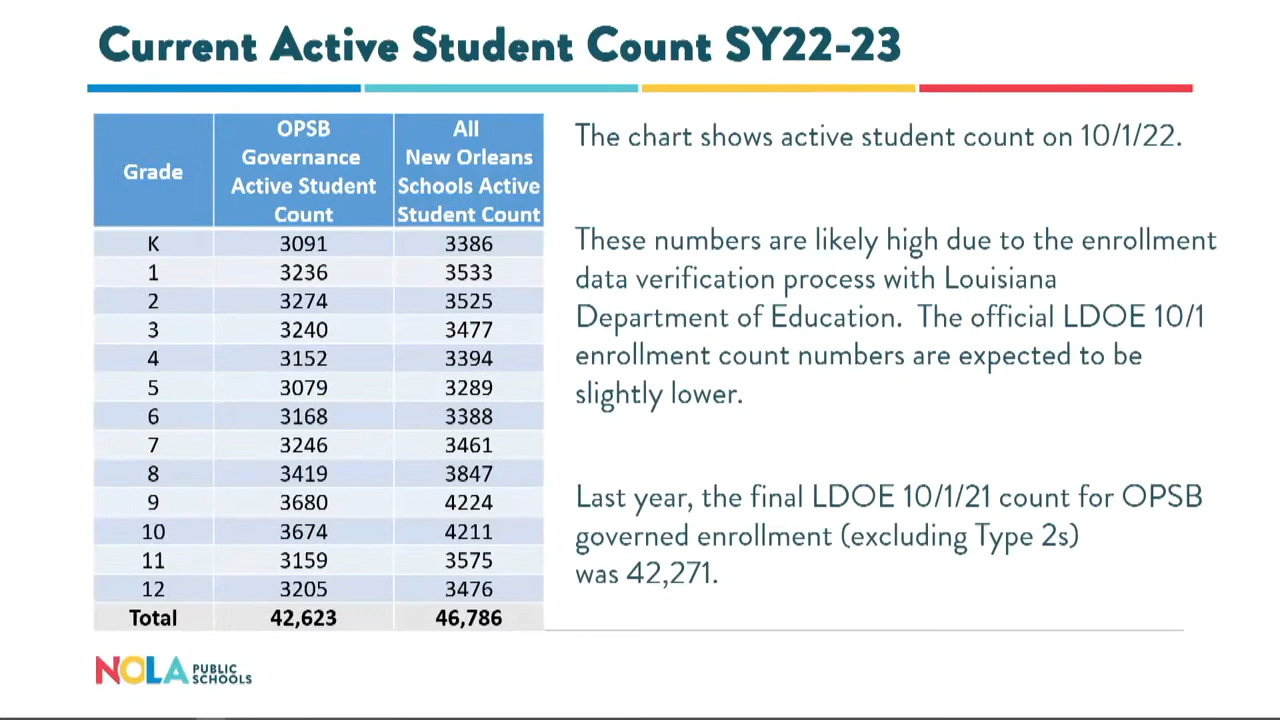 Current Active Student Count SY22-23
Grade
OPSB
Governance
Active Student
Count
All
New Orleans
Schools Active
Student Count
K 3091 3386
1 3236 3533
2 3274 3525
3 3240 3477
4 3152 3394
5 3079 3289
6 3168 3388
7 3246 3461
8 3419 3847
9 3680 4224
10 3674 4211
11 3159 3575
12 3205 3476
Total 42,623 46,786
The chart shows active student count on 10/1/22.
These numbers are likely high due to the enrollment
data verification process with Louisiana
Department of Education. The official LDOE 10/1
enrollment count numbers are expected to be
slightly lower.
Last year, the final LDOE 10/1/21 count for OPSB
governed enrollment (excluding Type 2s)
was 42,271.
NOLA PUBLIC
SCHOOLS